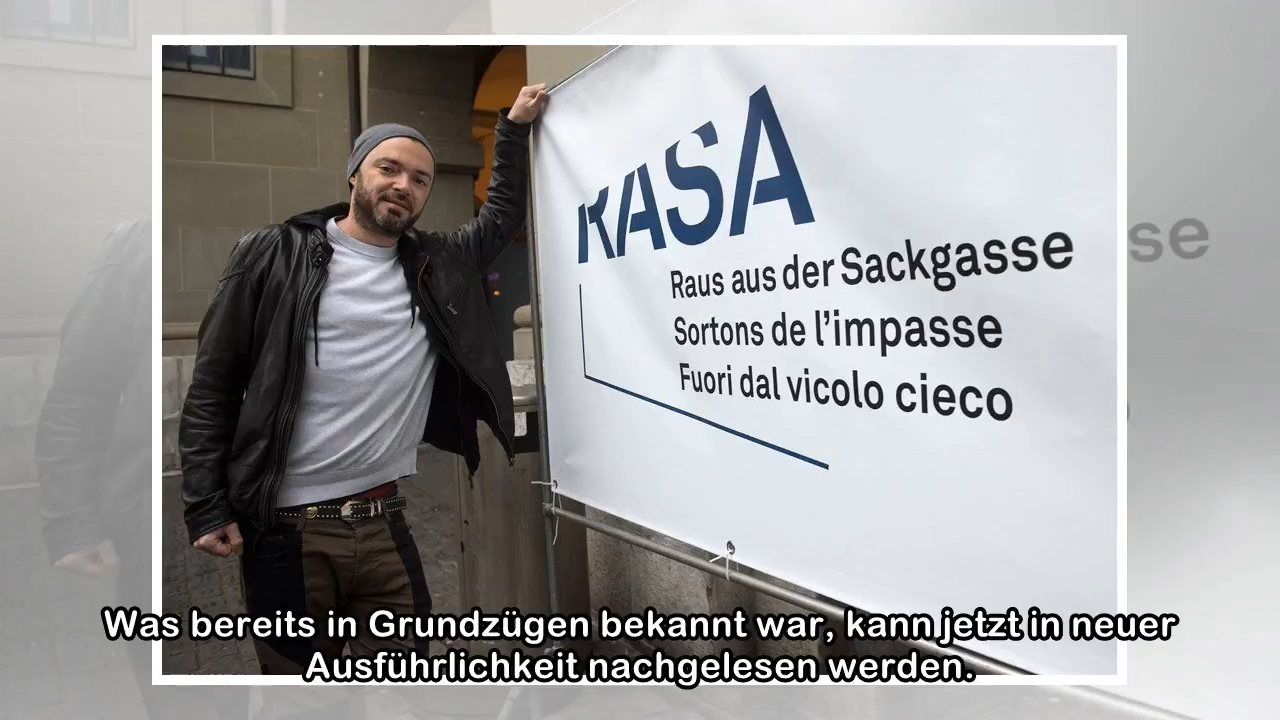 RASA
Raus aus der Sackgasse
Sortons de l'impasse
Fuori dal vicolo cieco
sse
Was bereits in Grundzügen bekannt war, kann jetzt in neuer
Ausführlichkeit nachgelesen werden.